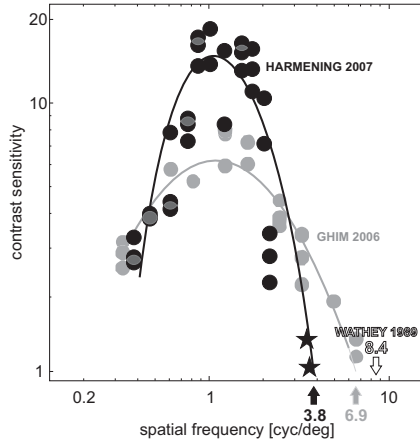 20
10
1
contrast sensitivity
HARMENING 2007
GHIM 2006
WATHEY 1989
8.4
0.2
1
10
3.8
6.9
spatial frequency [cyc/deg]